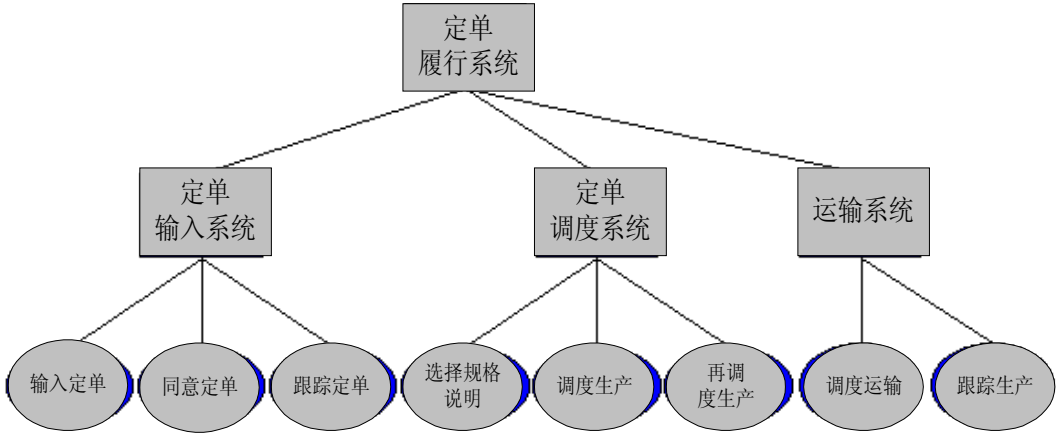 定单
履行系统
定单
输入系统
定单
调度系统
运输系统
输入定单
同意定单
跟踪定单
选择规格
说明
调度生产
再调
度生产
调度运输
跟踪生产